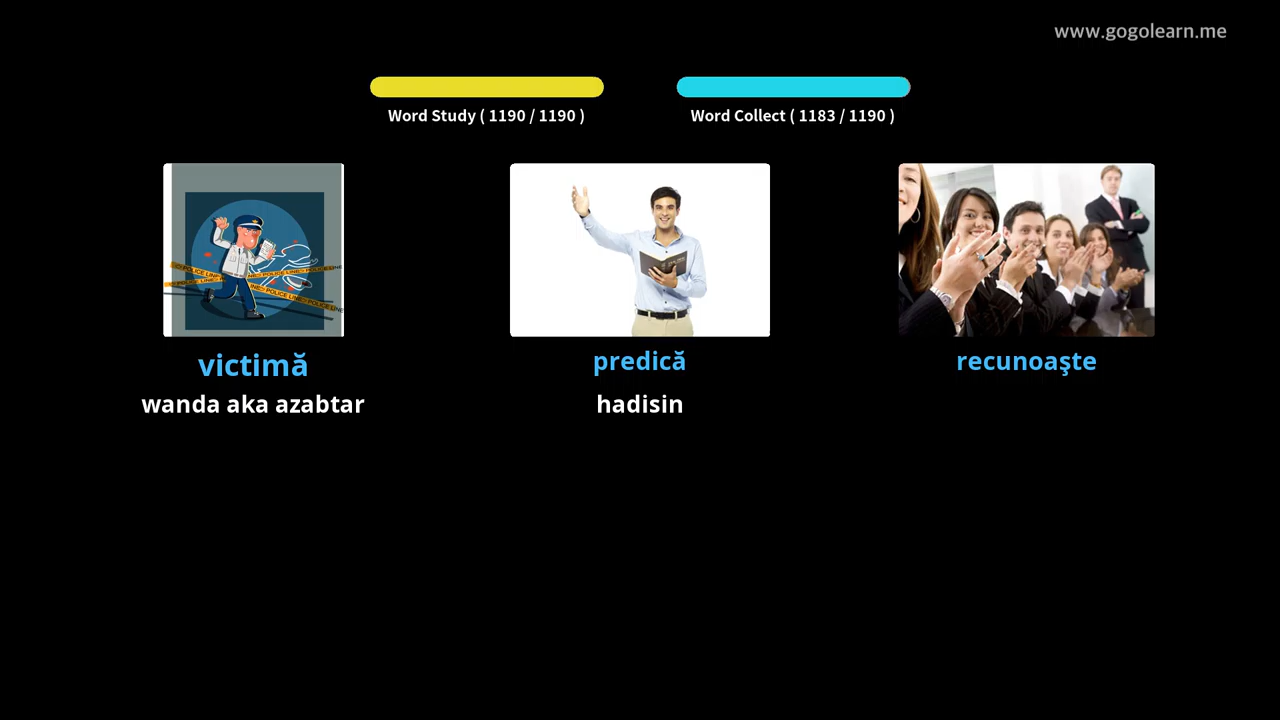 www.gogolearn.me
Word Study ( 1190 / 1190 )
Word Collect ( 1183 / 1190 )
victimă
predică
recunoaşte
wanda aka azabtar
hadisin